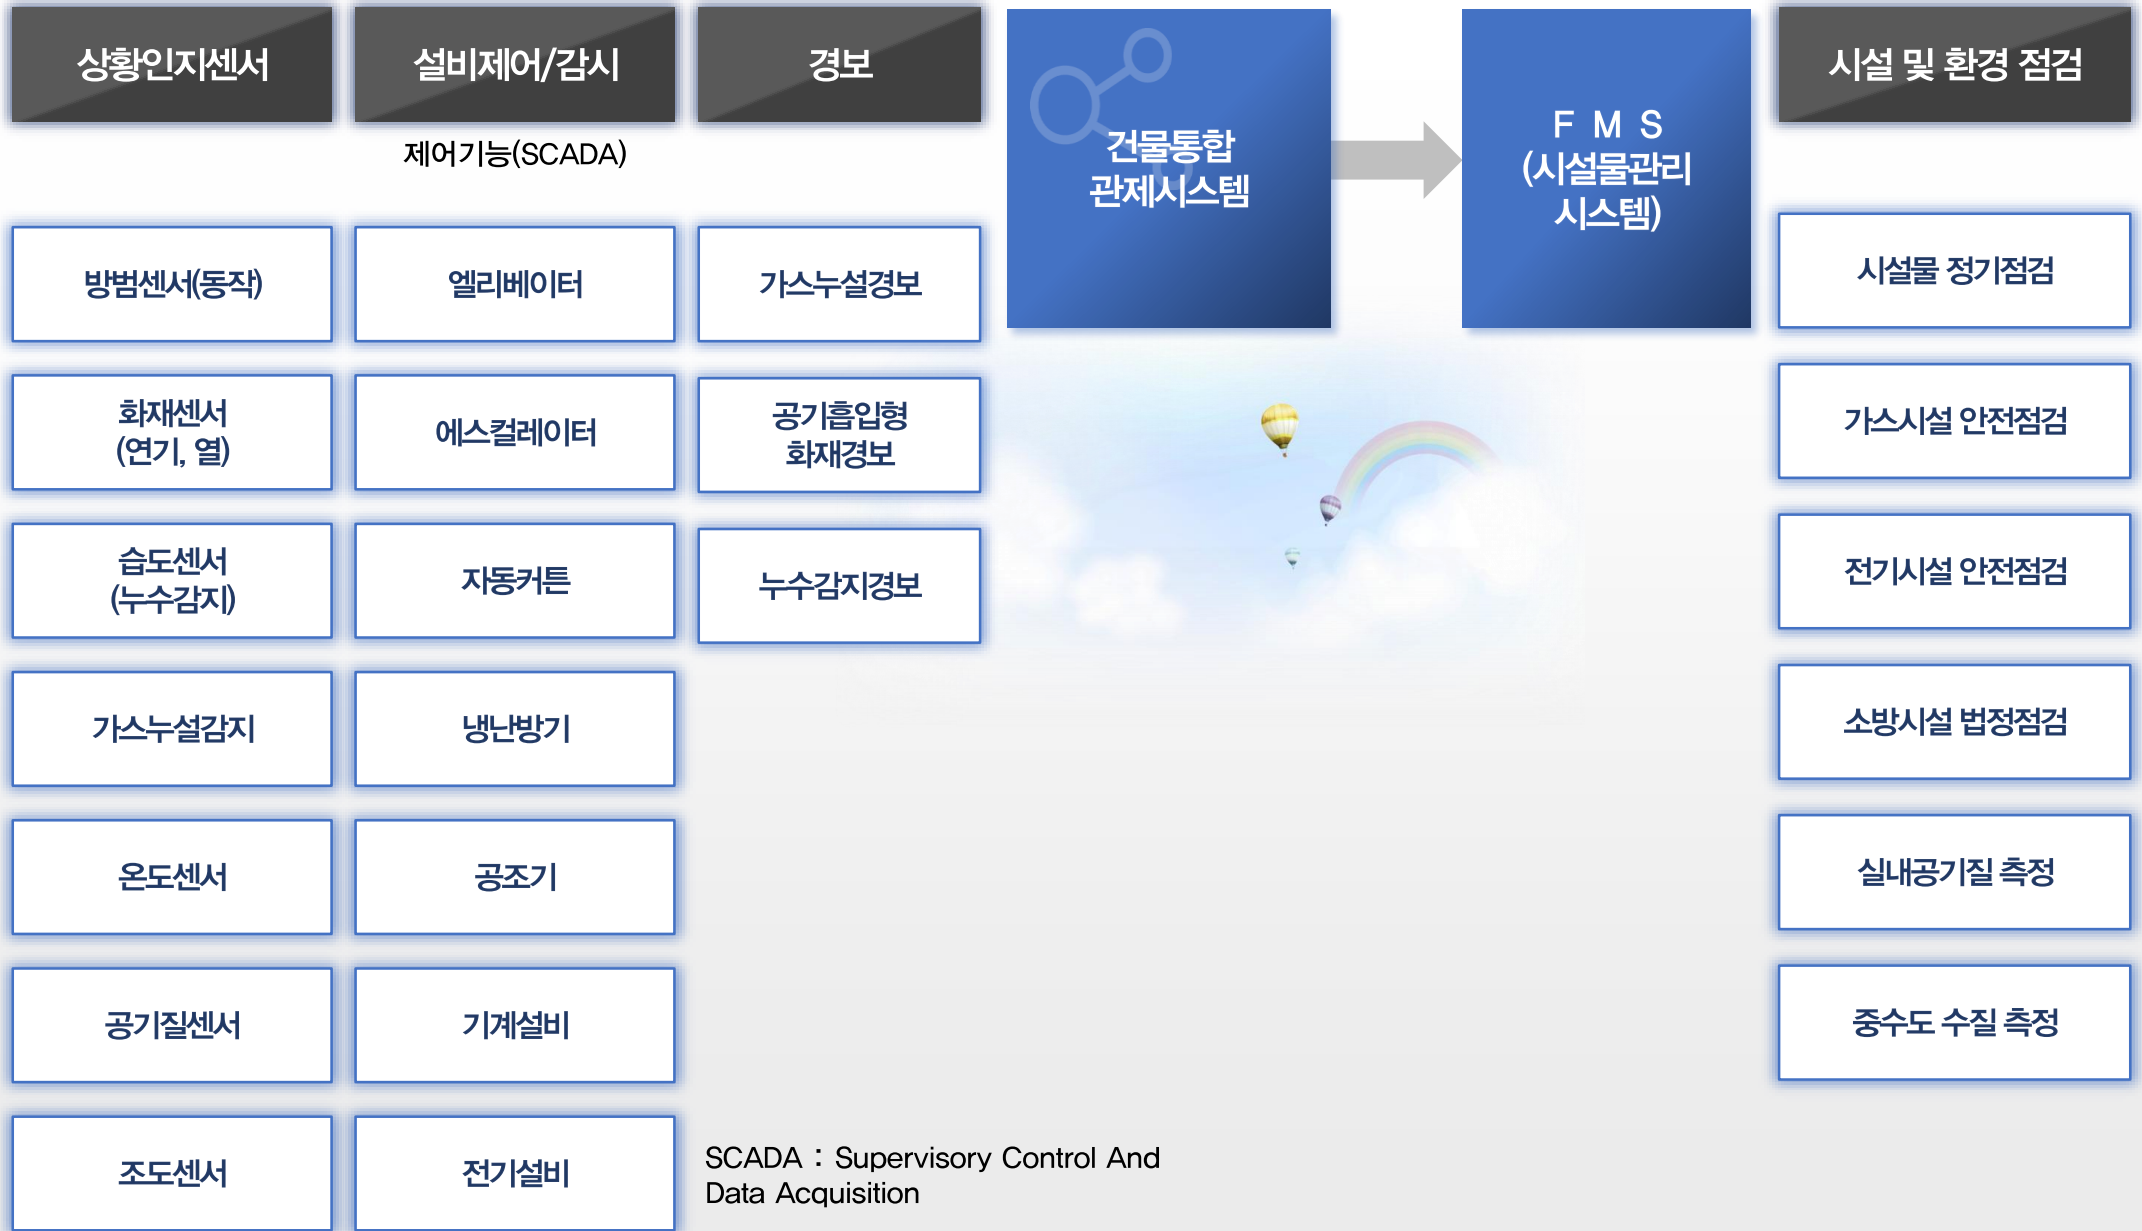 상황인지센서
설비제어/감시
경보
건물통합
관제시스템
F M S
(시설물관리
시스템)
시설 및 환경 점검
제어기능(SCADA)
방범센서(동작)
화재센서
(연기, 열)
습도센서
(누수감지)
가스누설감지
온도센서
공기질센서
조도센서
엘리베이터
에스컬레이터
자동커튼
냉난방기
공조기
기계설비
전기설비
가스누설경보
공기흡입형
화재경보
누수감지경보
시설물 정기점검
가스시설 안전점검
전기시설 안전점검
소방시설 법정점검
실내공기질 측정
중수도 수질 측정
SCADA : Supervisory Control And
Data Acquisition